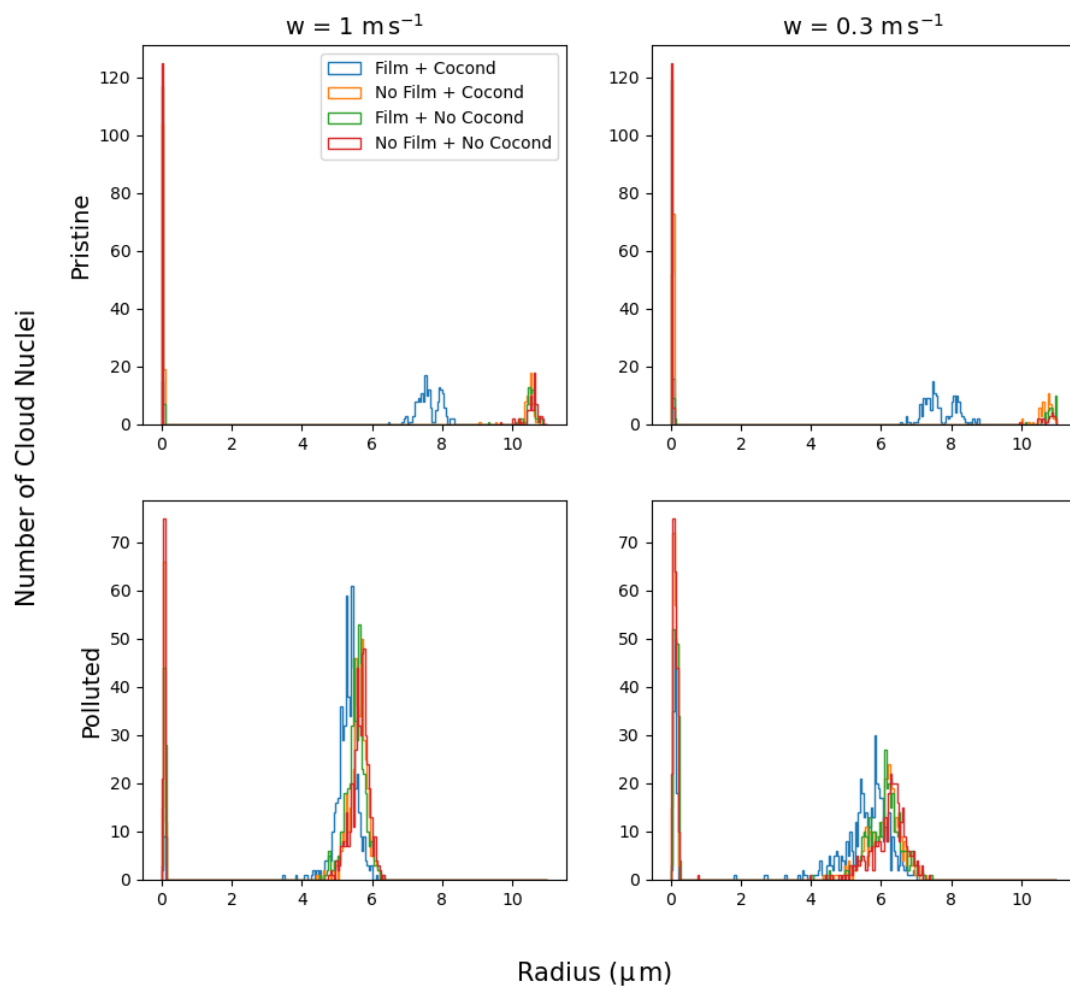 w = 1 m s⁻¹
w = 0.3 m s⁻¹
Film + Cocond
No Film + Cocond
Film + No Cocond
No Film + No Cocond
Number of Cloud Nuclei
Pristine
120
100
80
60
40
20
0
0 2 4 6 8 10
120
100
80
60
40
20
0
0 2 4 6 8 10
Polluted
70
60
50
40
30
20
10
0
0 2 4 6 8 10
70
60
50
40
30
20
10
0
0 2 4 6 8 10
Radius (μm)